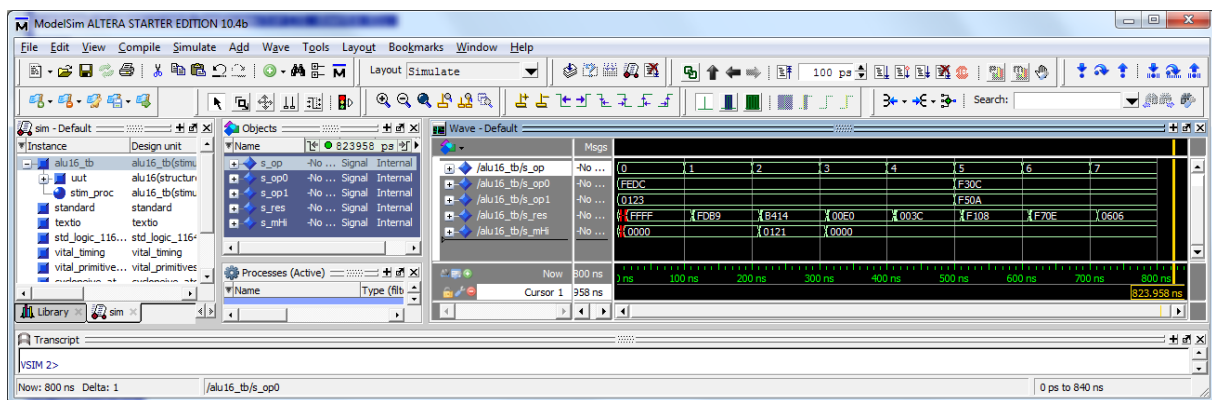 ModelSim ALTERA STARTER EDITION 10.4b
File Edit View Compile Simulate Add Wave Tools Layout Bookmarks Window Help
Layout Simulate
100 ps
Search:
sim - Default
Instance Design unit
alu16_tb alu16_tb(stimu
uut alu16(structur
stim_proc alu16_tb(stimu
standard standard
textio textio
std_logic_116... std_logic_116
vital_timing vital_timing
vital_primitive... vital_primitives
Library sim
Objects
Name 823958 ps
s_op -No ... Signal Internal
s_op0 -No ... Signal Internal
s_op1 -No ... Signal Internal
s_res -No ... Signal Internal
s_mHi -No ... Signal Internal
Processes (Active)
Name Type (filt
Wave - Default
Msgs
/alu16_tb/s_op -No ... 0 1 2 3 4 5 6 7
/alu16_tb/s_op0 -No ... FEDC F30C
/alu16_tb/s_op1 -No ... 0123 F50A
/alu16_tb/s_res -No ... FFFF FDB9 B414 00E0 003C F108 F70E 0606
/alu16_tb/s_mHi -No ... 0000 0121 0000
Now 800 ns 100 ns 200 ns 300 ns 400 ns 500 ns 600 ns 700 ns 800 ns
Cursor 1 958 ns 823.958 ns
Transcript
VSIM 2>
Now: 800 ns Delta: 1 /alu16_tb/s_op0 0 ps to 840 ns